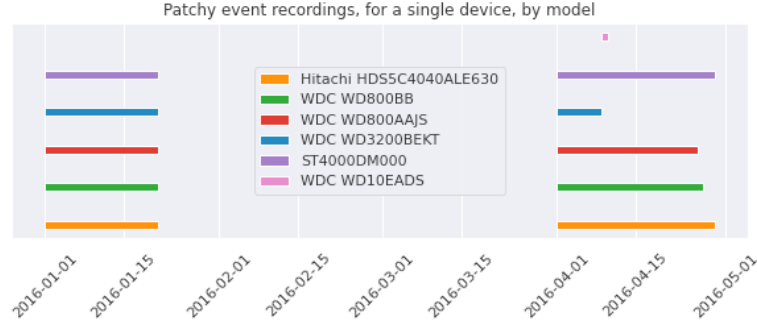 Patchy event recordings, for a single device, by model
Hitachi HDS5C4040ALE630
WDC WD800BB
WDC WD800AAJS
WDC WD3200BEKT
ST4000DM000
WDC WD10EADS
2016-01-01
2016-01-15
2016-02-01
2016-02-15
2016-03-01
2016-03-15
2016-04-01
2016-04-15
2016-05-01